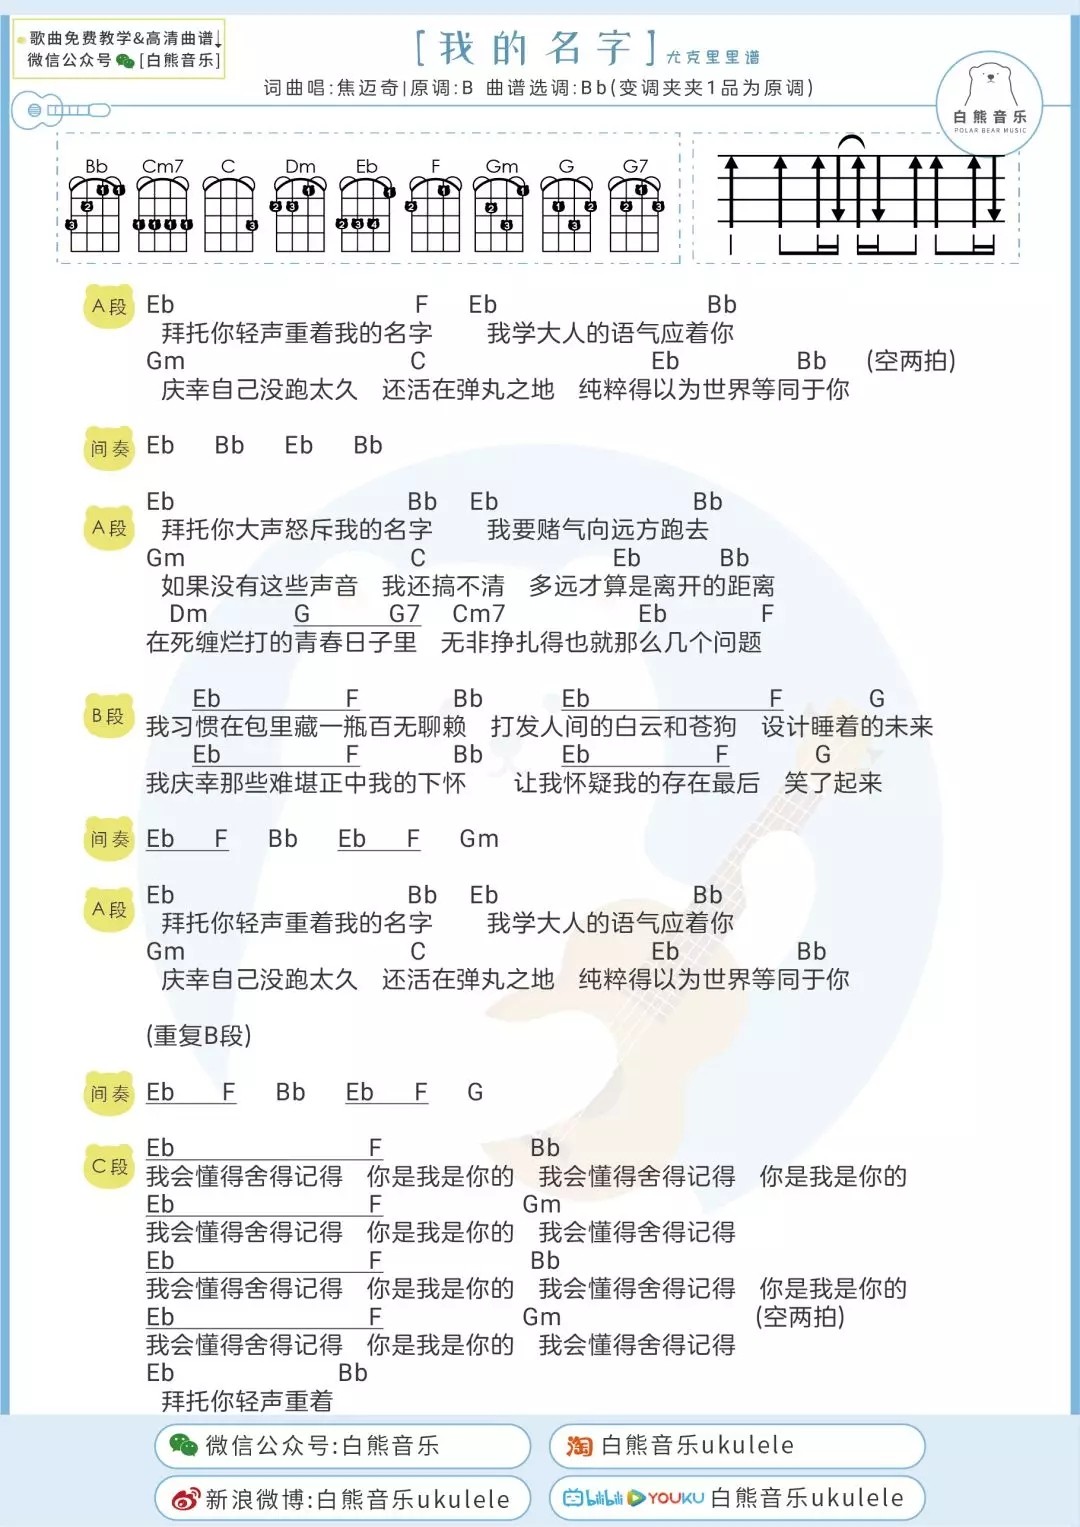 歌曲免费教学&高清曲谱↓
微信公众号 [白熊音乐]
[我的名字] 尤克里里谱
词曲唱:焦迈奇|原调:B 曲谱选调:Bb(变调夹夹1品为原调)
白熊音乐
POLAR BEAR MUSIC
Bb Cm7 C Dm Eb F Gm G G7
A段
Eb F Eb Bb
拜托你轻声重着我的名字 我学大人的语气应着你
Gm C Eb Bb (空两拍)
庆幸自己没跑太久 还活在弹丸之地 纯粹得以为世界等同于你
间奏 Eb Bb Eb Bb
A段
Eb Bb Eb Bb
拜托你大声怒斥我的名字 我要赌气向远方跑去
Gm C Eb Bb
如果没有这些声音 我还搞不清 多远才算是离开的距离
Dm G G7 Cm7 Eb F
在死缠烂打的青春日子里 无非挣扎得也就那么几个问题
B段
Eb F Bb Eb F G
我习惯在包里藏一瓶百无聊赖 打发人间的白云和苍狗 设计睡着的未来
Eb F Bb Eb F G
我庆幸那些难堪正中我的下怀 让我怀疑我的存在最后 笑了起来
间奏 Eb F Bb Eb F Gm
A段
Eb Bb Eb Bb
拜托你轻声重着我的名字 我学大人的语气应着你
Gm C Eb Bb
庆幸自己没跑太久 还活在弹丸之地 纯粹得以为世界等同于你
(重复B段)
间奏 Eb F Bb Eb F G
C段
Eb F Bb
我会懂得舍得记得 你是我是你的 我会懂得舍得记得 你是我是你的
Eb F Gm
我会懂得舍得记得 你是我是你的 我会懂得舍得记得
Eb F Bb
我会懂得舍得记得 你是我是你的 我会懂得舍得记得 你是我是你的
Eb F Gm (空两拍)
我会懂得舍得记得 你是我是你的 我会懂得舍得记得
Eb Bb
拜托你轻声重着
微信公众号:白熊音乐
淘 白熊音乐ukulele
新浪微博:白熊音乐ukulele
bilibili YOUKU 白熊音乐ukulele